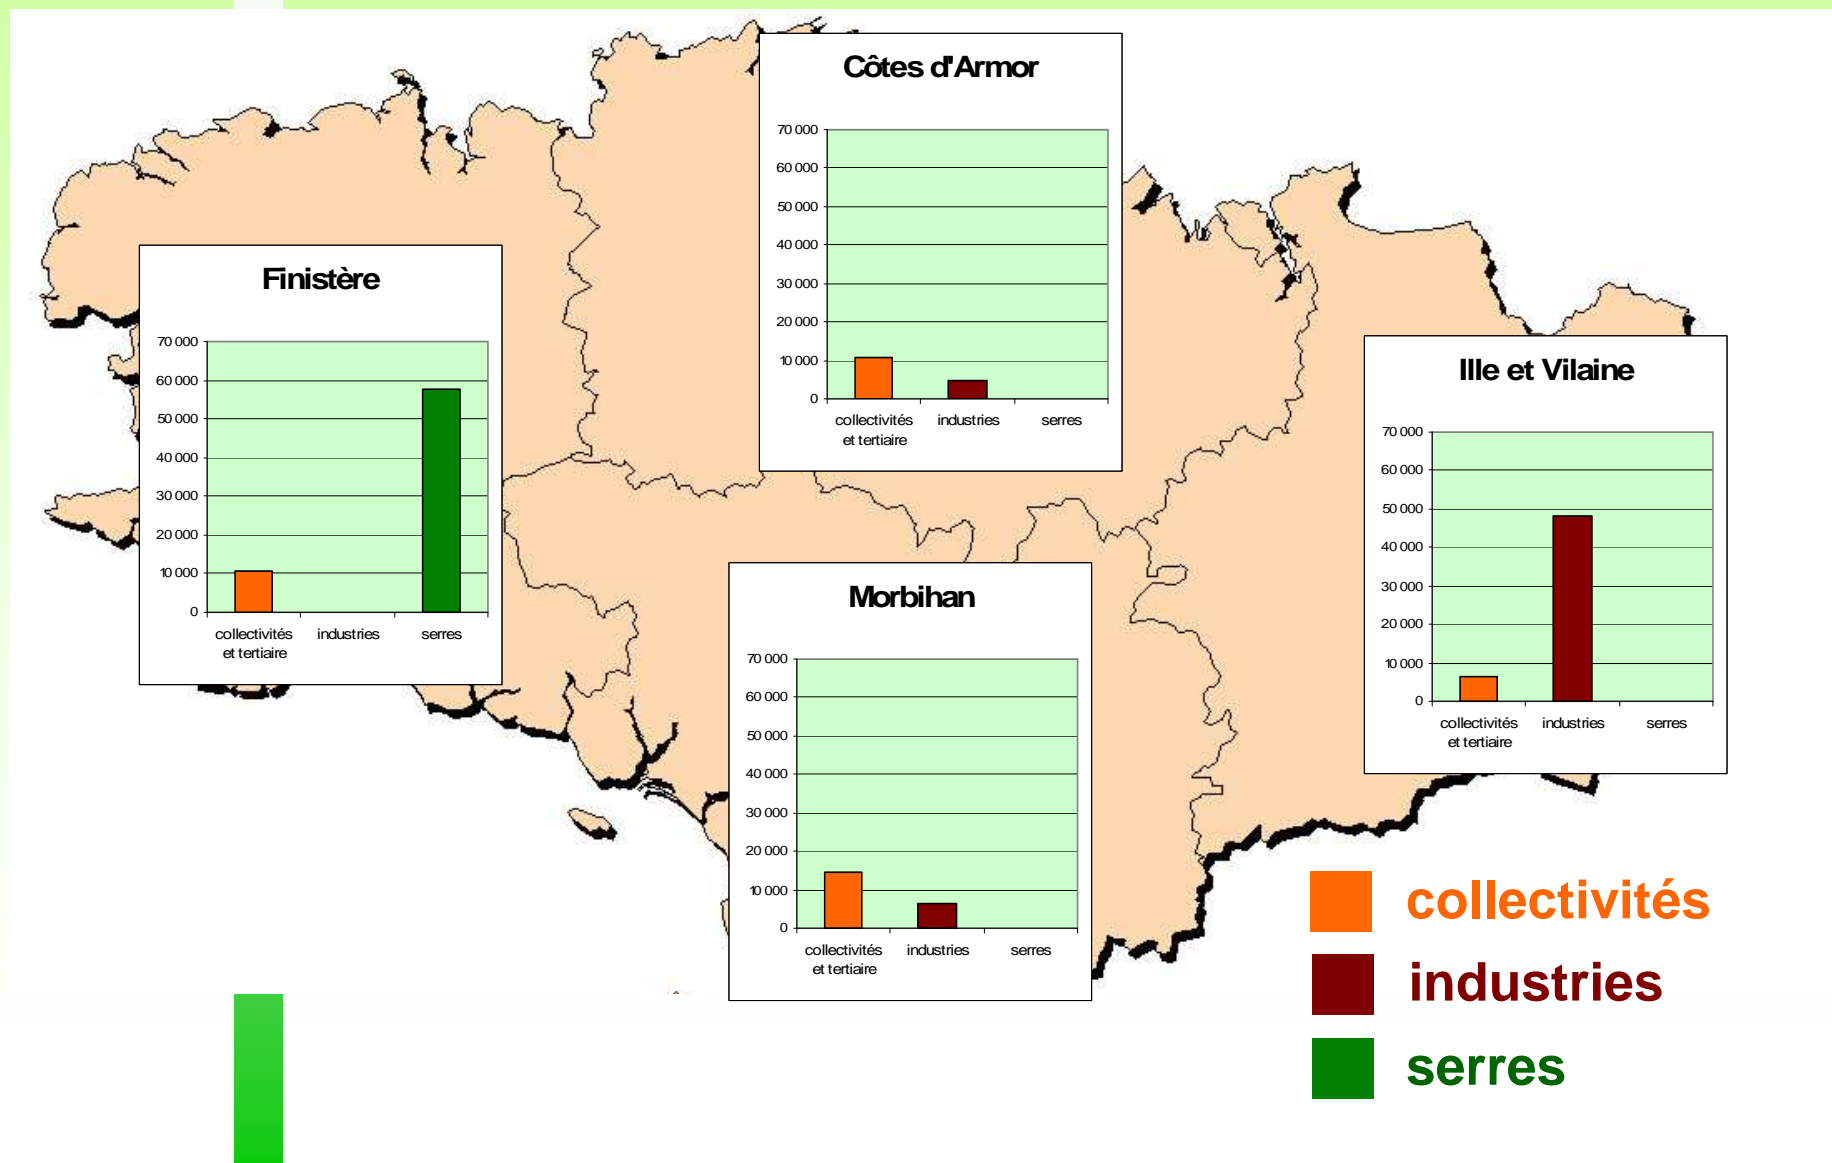 Côtes d'Armor
70 000
60 000
50 000
40 000
30 000
20 000
10 000
0
collectivités
et tertiaire
industries
serres
Finistère
70 000
60 000
50 000
40 000
30 000
20 000
10 000
0
collectivités
et tertiaire
industries
serres
Ille et Vilaine
70 000
60 000
50 000
40 000
30 000
20 000
10 000
0
collectivités
et tertiaire
industries
serres
Morbihan
70 000
60 000
50 000
40 000
30 000
20 000
10 000
0
collectivités
et tertiaire
industries
serres
collectivités
industries
serres